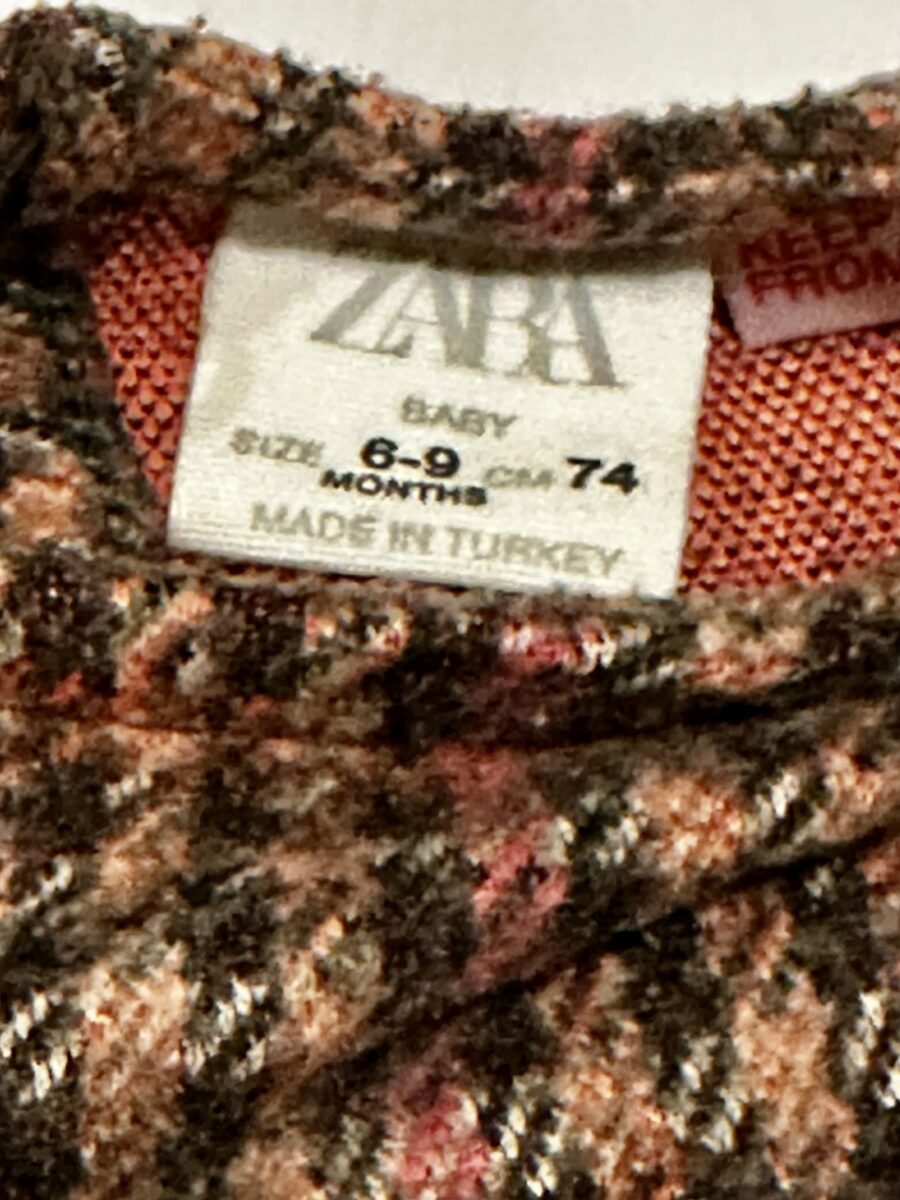 ZARA
BABY
SIZE 6-9 CM 74
MONTHS
MADE IN TURKEY
KEEP
FROM